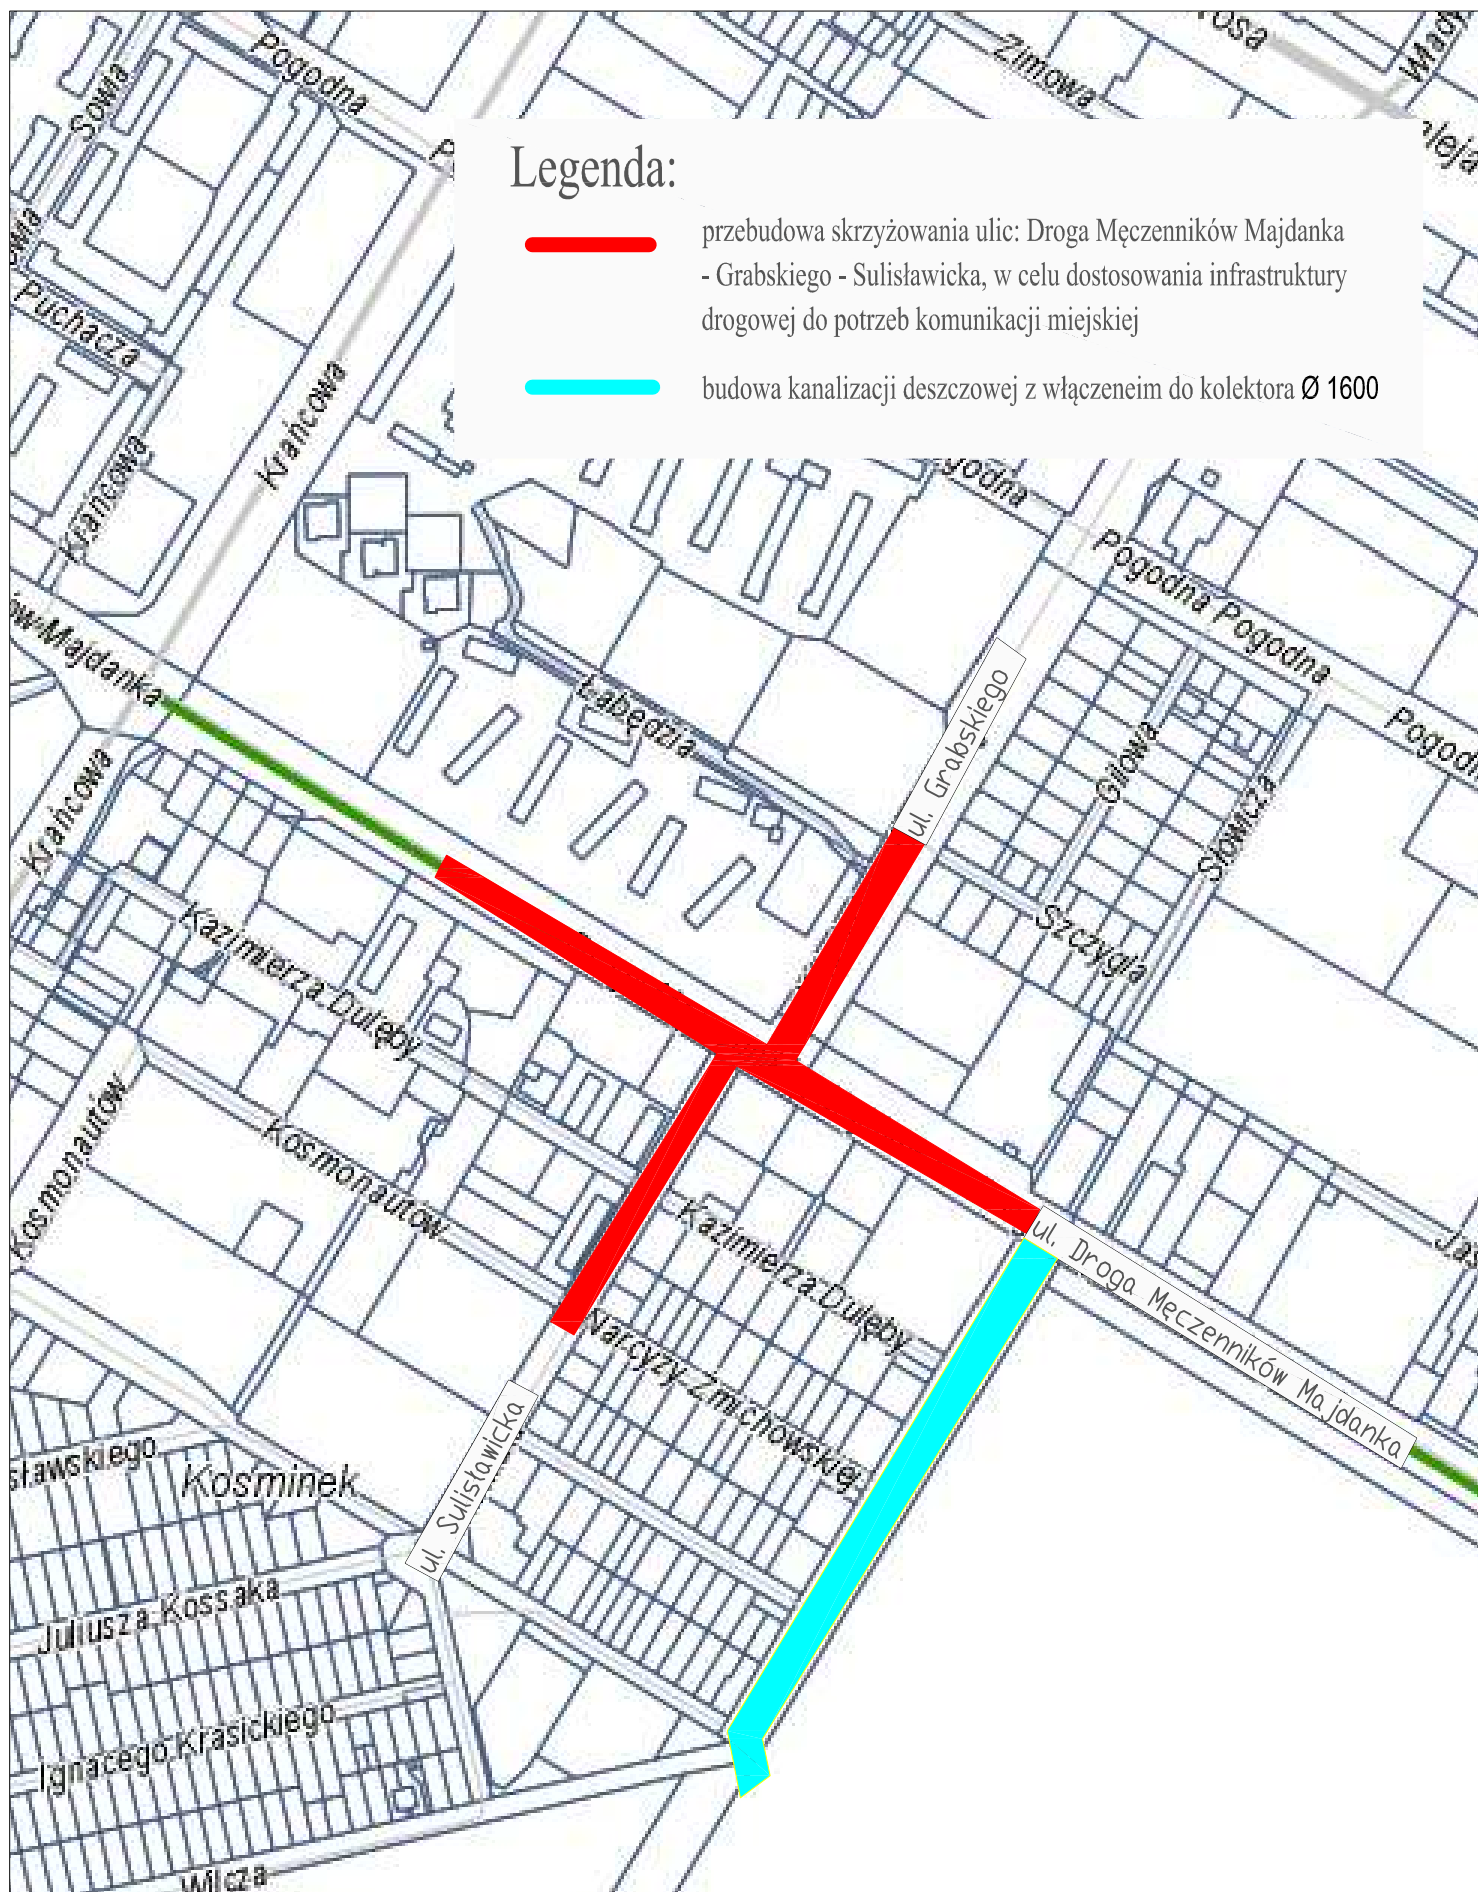 Pogodna
Zimowa
Sowia
Legenda:
przebudowa skrzyżowania ulic: Droga Męczenników Majdanka
- Grabskiego - Sulisławicka, w celu dostosowania infrastruktury
drogowej do potrzeb komunikacji miejskiej
budowa kanalizacji deszczowej z włączeneim do kolektora Ø 1600
Puchacza
Krańcowa
Krańcowa
Pogodna
Pogodna
Majdanka
Łabędzia
ul. Grabskiego
Gilowa
Słowicza
Krańcowa
Szczygla
Kazimierza Dulęby
Kosmonautów
Kosmonautów
Kazimierza Dulęby
ul. Droga Męczenników Majdanka
Narcyzy Żmichowskiej
ul. Sulisławicka
Kośminek
Juliusza Kossaka
Ignacego Krasickiego
Wilcza